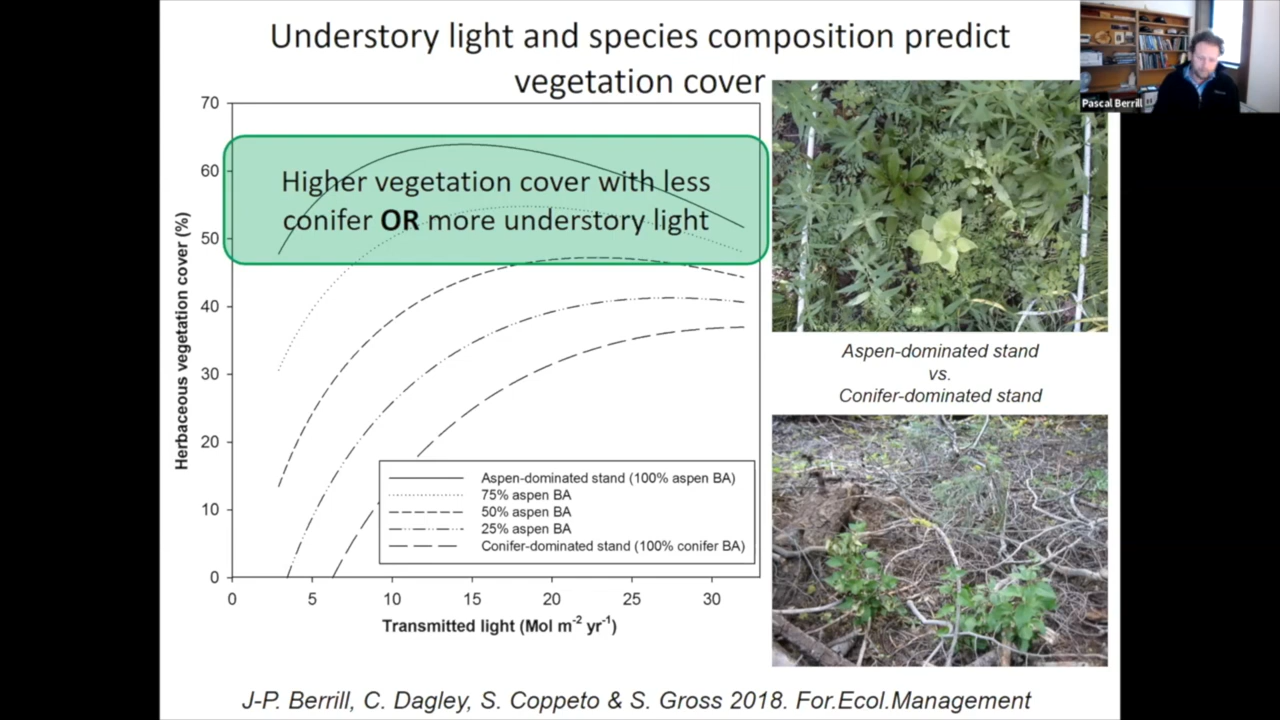 Understory light and species composition predict
vegetation cover
Pascal Berrill
70
60
50
40
30
20
10
0
Herbaceous vegetation cover (%)
Higher vegetation cover with less
conifer OR more understory light
Aspen-dominated stand (100% aspen BA)
75% aspen BA
50% aspen BA
25% aspen BA
Conifer-dominated stand (100% conifer BA)
0 5 10 15 20 25 30
Transmitted light (Mol m⁻² yr⁻¹)
Aspen-dominated stand
vs.
Conifer-dominated stand
J-P. Berrill, C. Dagley, S. Coppeto & S. Gross 2018. For.Ecol.Management